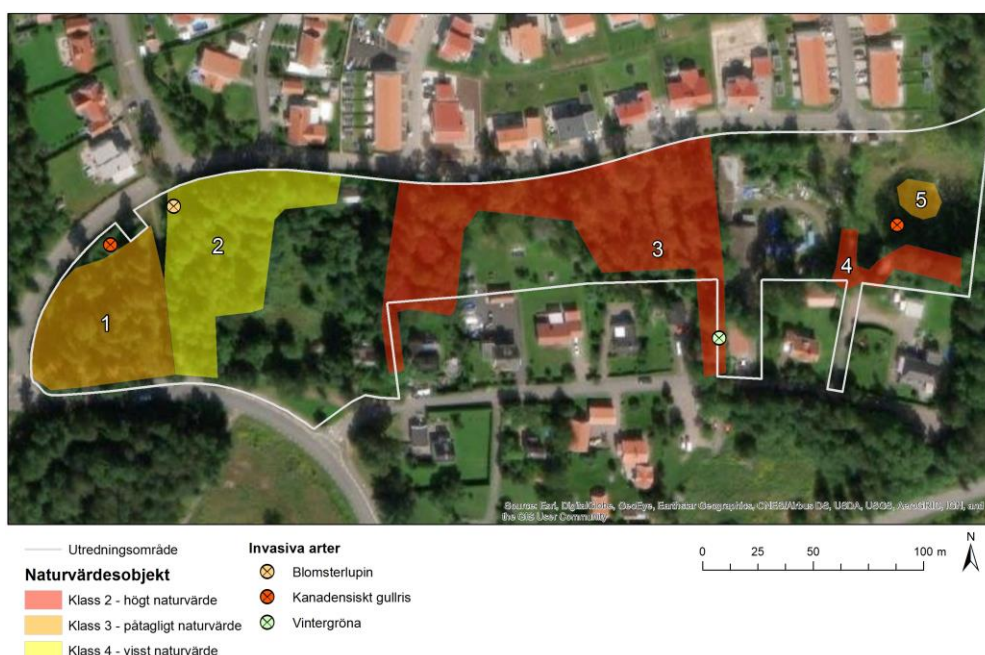 1
2
3
4
5
Source: Esri, DigitalGlobe, GeoEye, Earthstar Geographics, CNES/Airbus DS, USDA, USGS, AeroGRID, IGN, and
the GIS User Community
Utredningsområde
Naturvärdesobjekt
Klass 2 - högt naturvärde
Klass 3 - påtagligt naturvärde
Klass 4 - visst naturvärde
Invasiva arter
Blomsterlupin
Kanadensiskt gullris
Vintergröna
0 25 50 100 m
N